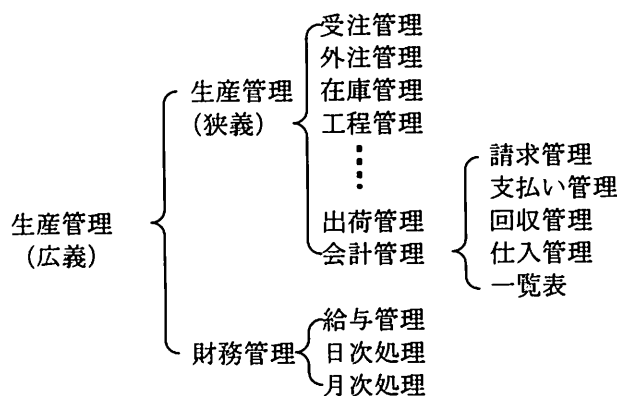 生産管理
(広義)
生産管理
(狭義)
受注管理
外注管理
在庫管理
工程管理
出荷管理
会計管理
請求管理
支払い管理
回収管理
仕入管理
一覧表
財務管理
給与管理
日次処理
月次処理